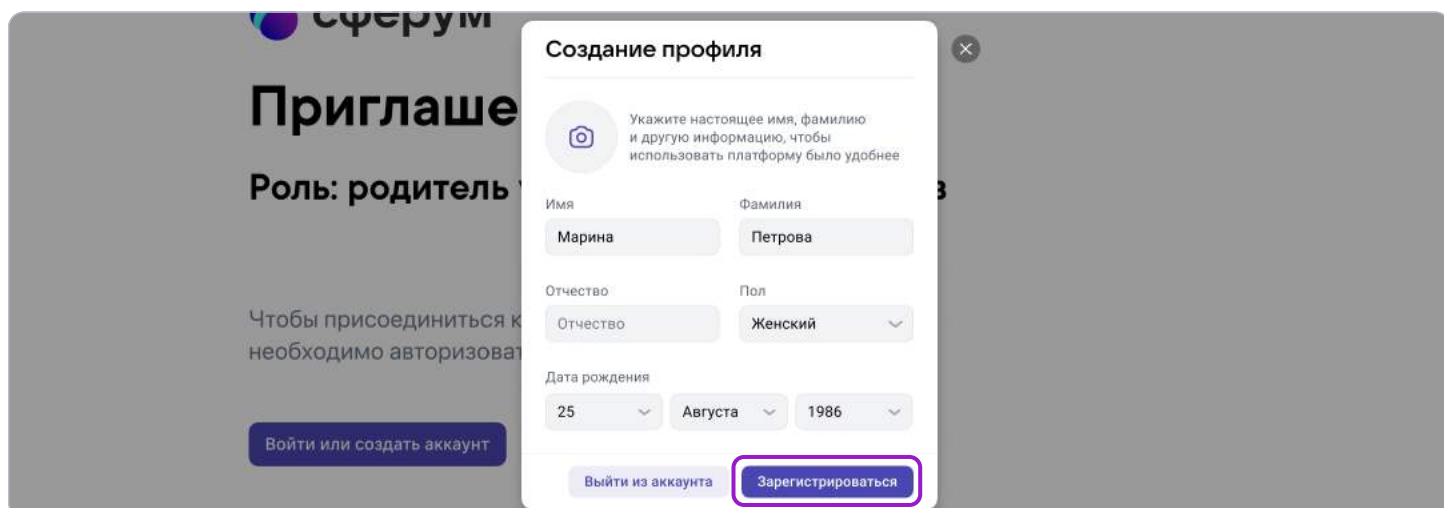 сферум
Приглаше
Роль: родитель
в
Чтобы присоединиться к
необходимо авторизоват
Войти или создать аккаунт
Создание профиля
Укажите настоящее имя, фамилию
и другую информацию, чтобы
использовать платформу было удобнее
Имя
Фамилия
Марина
Петрова
Отчество
Пол
Отчество
Женский
Дата рождения
25
Августа
1986
Выйти из аккаунта
Зарегистрироваться